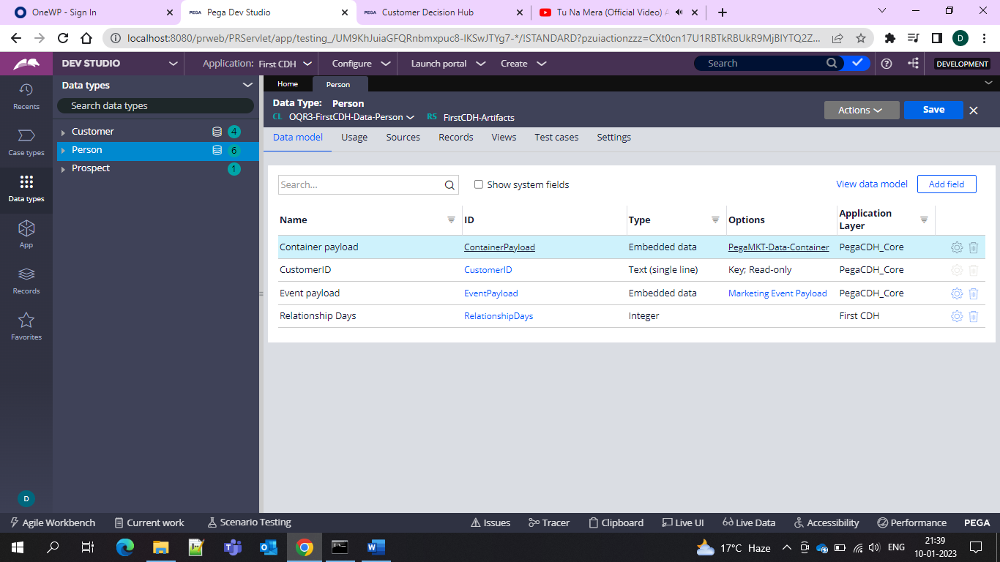 OneWP - Sign In
PEGA Pega Dev Studio
PEGA Customer Decision Hub
Tu Na Mera (Official Video)
localhost:8080/prweb/PRServlet/app/testing_/UM9KhJuiaGFQRnbmxpuc8-IKSwJTYg7-*/!STANDARD?pzuiactionzzz=CXt0cn17U1RBTkRBUkR9MjBIYTQ2Z...
D
DEV STUDIO
Application: First CDH
Configure
Launch portal
Create
Search
DEVELOPMENT
Recents
Case types
Data types
App
Records
Favorites
D
Data types
Search data types
Customer 4
Person 6
Prospect 1
Home
Person
Data Type: Person
CL OQR3-FirstCDH-Data-Person RS FirstCDH-Artifacts
Actions
Save
Data model Usage Sources Records Views Test cases Settings
Search...
Show system fields
View data model
Add field
Name ID Type Options Application Layer
Container payload ContainerPayload Embedded data PegaMKT-Data-Container PegaCDH_Core
CustomerID CustomerID Text (single line) Key; Read-only PegaCDH_Core
Event payload EventPayload Embedded data Marketing Event Payload PegaCDH_Core
Relationship Days RelationshipDays Integer First CDH
Agile Workbench Current work Scenario Testing Issues Tracer Clipboard Live UI Live Data Accessibility Performance PEGA
17°C Haze
ENG
21:39
10-01-2023